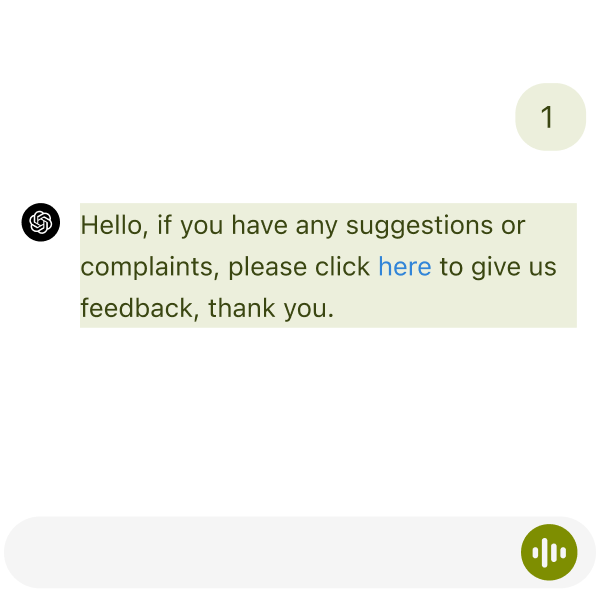 1
Hello, if you have any suggestions or
complaints, please click here to give us
feedback, thank you.